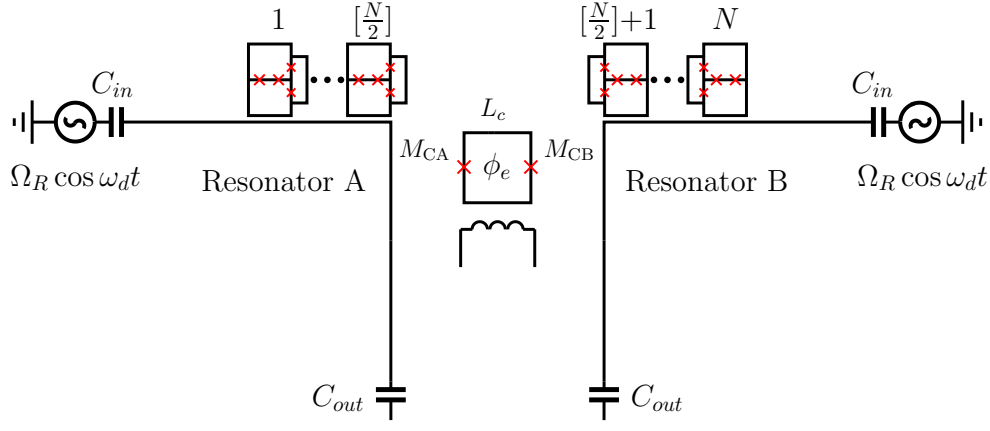 1 [N/2] [N/2]+1 N
C_in L_c C_in
M_CA ϕ_e M_CB
Ω_R cos ω_d t Resonator A Resonator B Ω_R cos ω_d t
C_out C_out